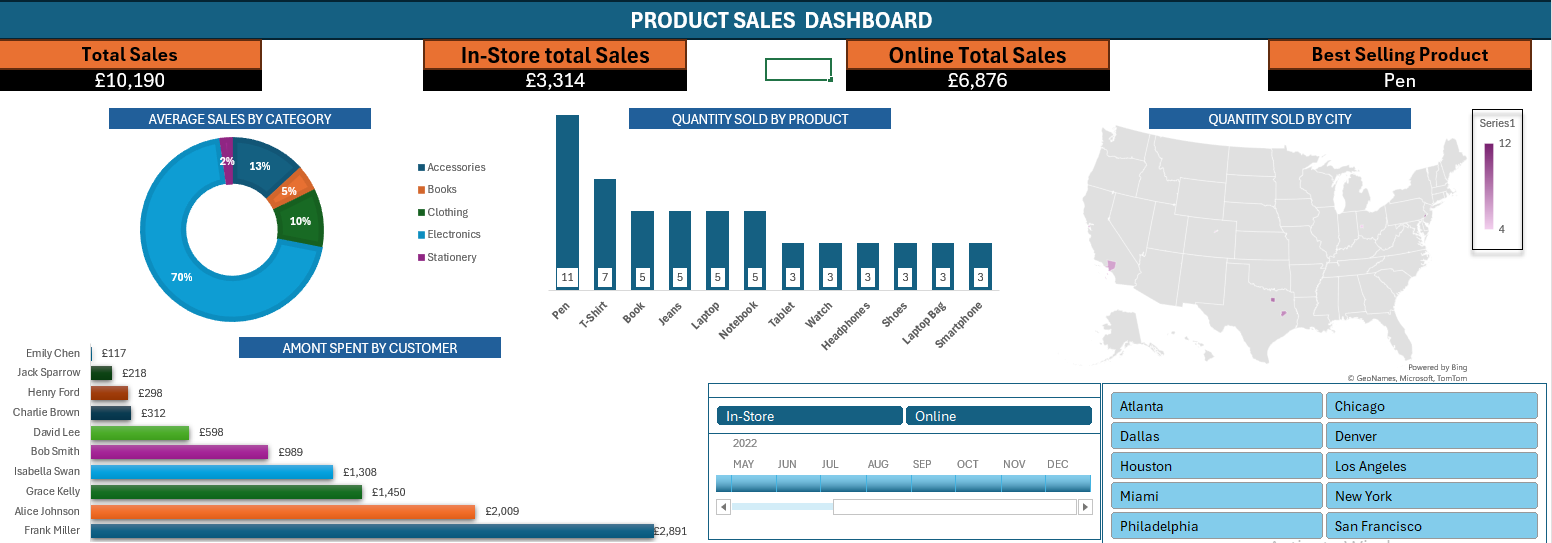 PRODUCT SALES DASHBOARD
Total Sales
£10,190
In-Store total Sales
£3,314
Online Total Sales
£6,876
Best Selling Product
Pen
AVERAGE SALES BY CATEGORY
2%
13%
5%
10%
70%
Accessories
Books
Clothing
Electronics
Stationery
QUANTITY SOLD BY PRODUCT
11
7
5
5
5
5
3
3
3
3
3
3
Pen
T-Shirt
Book
Jeans
Laptop
Notebook
Tablet
Watch
Headphones
Shoes
Laptop Bag
Smartphone
QUANTITY SOLD BY CITY
Series1
12
4
Powered by Bing
© GeoNames, Microsoft, TomTom
AMONT SPENT BY CUSTOMER
Emily Chen £117
Jack Sparrow £218
Henry Ford £298
Charlie Brown £312
David Lee £598
Bob Smith £989
Isabella Swan £1,308
Grace Kelly £1,450
Alice Johnson £2,009
Frank Miller £2,891
In-Store Online
2022
MAY JUN JUL AUG SEP OCT NOV DEC
Atlanta Chicago
Dallas Denver
Houston Los Angeles
Miami New York
Philadelphia San Francisco